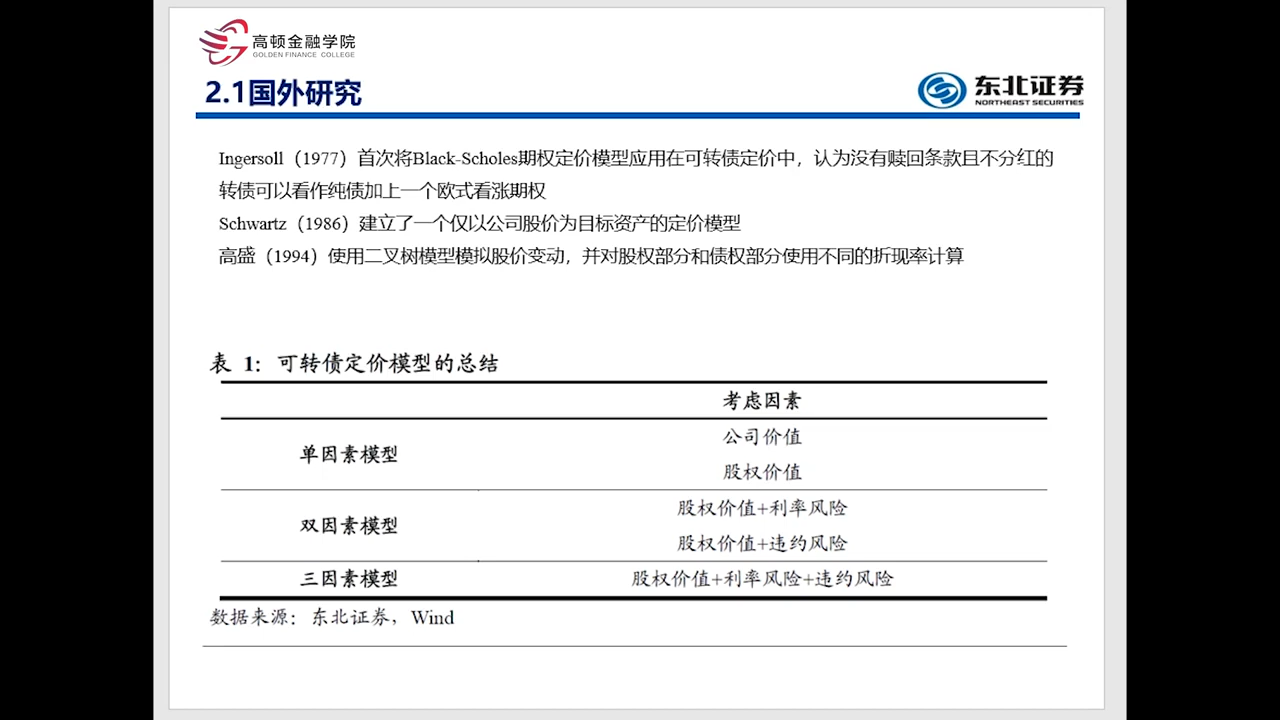 高顿金融学院
GOLDEN FINANCE COLLEGE
2.1国外研究
东北证券
NORTHEAST SECURITIES
Ingersoll（1977）首次将Black-Scholes期权定价模型应用在可转债定价中，认为没有赎回条款且不分红的
转债可以看作纯债加上一个欧式看涨期权
Schwartz（1986）建立了一个仅以公司股价为目标资产的定价模型
高盛（1994）使用二叉树模型模拟股价变动，并对股权部分和债权部分使用不同的折现率计算
表 1：可转债定价模型的总结
考虑因素
单因素模型
公司价值
股权价值
双因素模型
股权价值+利率风险
股权价值+违约风险
三因素模型
股权价值+利率风险+违约风险
数据来源：东北证券，Wind